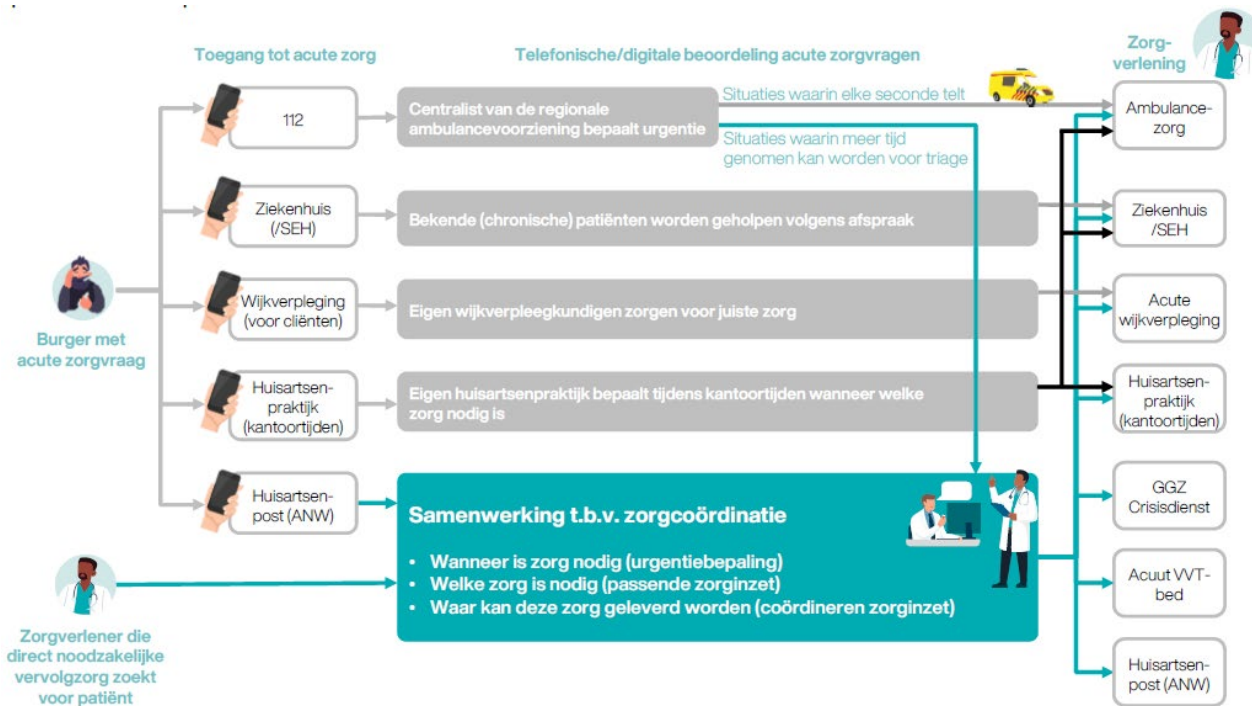 Toegang tot acute zorg
Telefonische/digitale beoordeling acute zorgvragen
Zorg-
verlening
112
Centralist van de regionale
ambulancevoorziening bepaalt urgentie
Situaties waarin elke seconde telt
Situaties waarin meer tijd
genomen kan worden voor triage
Ambulance-
zorg
Ziekenhuis
(/SEH)
Bekende (chronische) patiënten worden geholpen volgens afspraak
Ziekenhuis
/SEH
Burger met
acute zorgvraag
Wijkverpleging
(voor cliënten)
Eigen wijkverpleegkundigen zorgen voor juiste zorg
Acute
wijkverpleging
Huisartsen-
praktijk
(kantoortijden)
Eigen huisartsenpraktijk bepaalt tijdens kantoortijden wanneer welke
zorg nodig is
Huisartsen-
praktijk
(kantoortijden)
Huisartsen-
post (ANW)
Samenwerking t.b.v. zorgcoördinatie
• Wanneer is zorg nodig (urgentiebepaling)
• Welke zorg is nodig (passende zorginzet)
• Waar kan deze zorg geleverd worden (coördineren zorginzet)
GGZ
Crisisdienst
Acuut VVT-
bed
Huisartsen-
post (ANW)
Zorgverlener die
direct noodzakelijke
vervolgzorg zoekt
voor patiënt